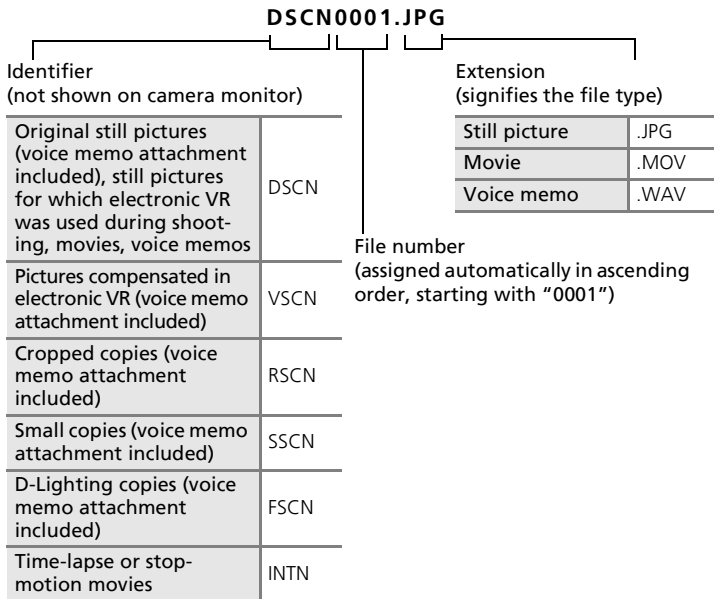 DSCN0001.JPG
Identifier
(not shown on camera monitor)
Original still pictures
(voice memo attachment
included), still pictures
for which electronic VR
was used during shoot-
ing, movies, voice memos
DSCN
Pictures compensated in
electronic VR (voice memo
attachment included)
VSCN
Cropped copies (voice
memo attachment
included)
RSCN
Small copies (voice memo
attachment included)
SSCN
D-Lighting copies (voice
memo attachment
included)
FSCN
Time-lapse or stop-
motion movies
INTN
Extension
(signifies the file type)
Still picture .JPG
Movie .MOV
Voice memo .WAV
File number
(assigned automatically in ascending
order, starting with “0001”)